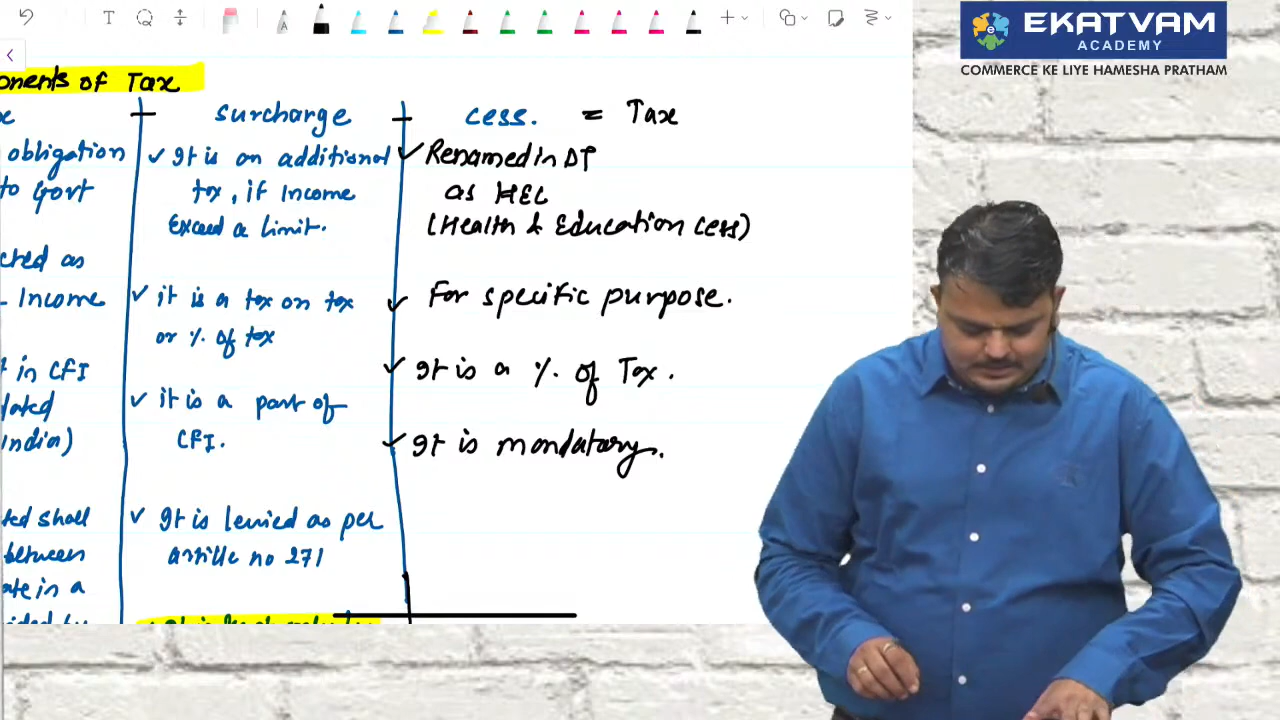 EKATVAM
ACADEMY
COMMERCE KE LIYE HAMESHA PRATHAM
onents of Tax
+ surcharge + cess. = Tax
obligation
to Govt
cted as
- Income
t in CFI
lated
India)
ted shall
between
ate in a
ided by
✓ It is an additional
tax, if Income
Exceed a limit.
✓ it is a tax on tax
or %. of tax
✓ it is a part of
CFI.
✓ It is levied as per
article no 271
✓ Renamed in DT
as HEC
(Health & Education cess)
✓ For specific purpose.
✓ It is a %. of Tax.
✓ It is mandatory.